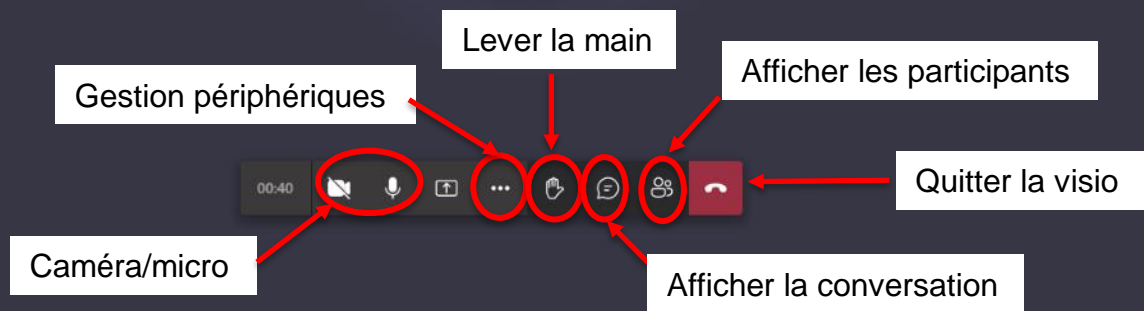 Lever la main
Afficher les participants
Gestion périphériques
00:40
Quitter la visio
Caméra/micro
Afficher la conversation